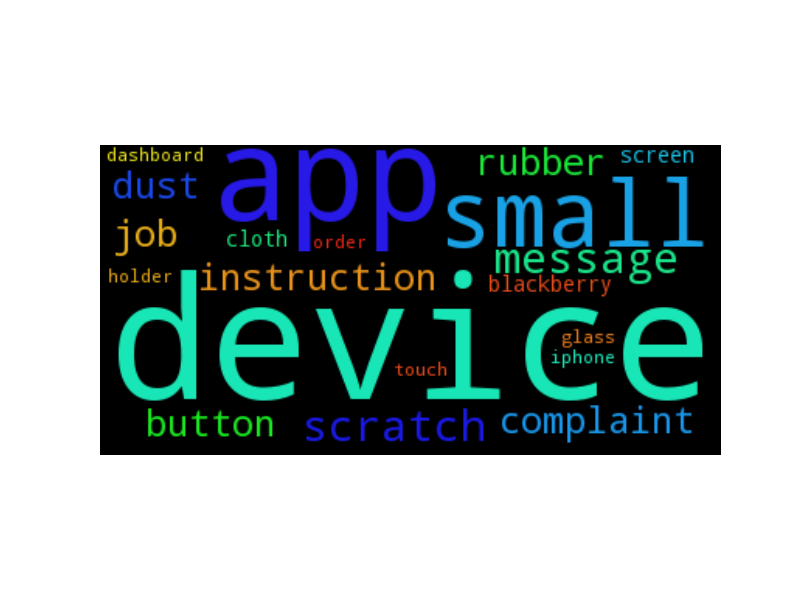 dashboard
app
rubber
screen
dust
small
job
cloth
order
message
holder
instruction
blackberry
device
glass
iphone
touch
button
scratch
complaint